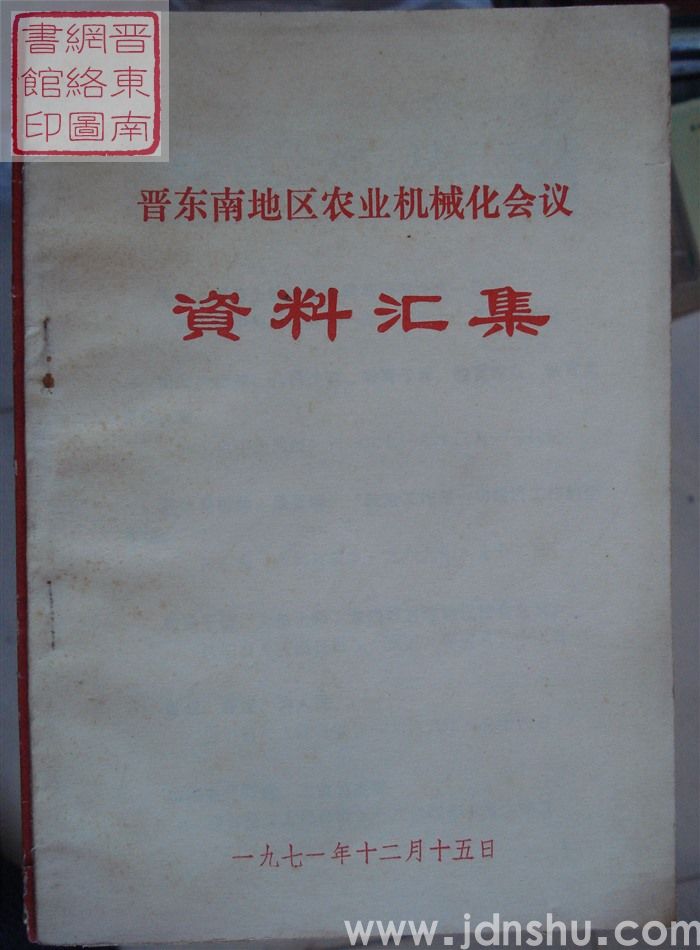 晋東南
網絡圖
書館印
晋东南地区农业机械化会议
資料汇集
一九七一年十二月十五日
www.jdnshu.com